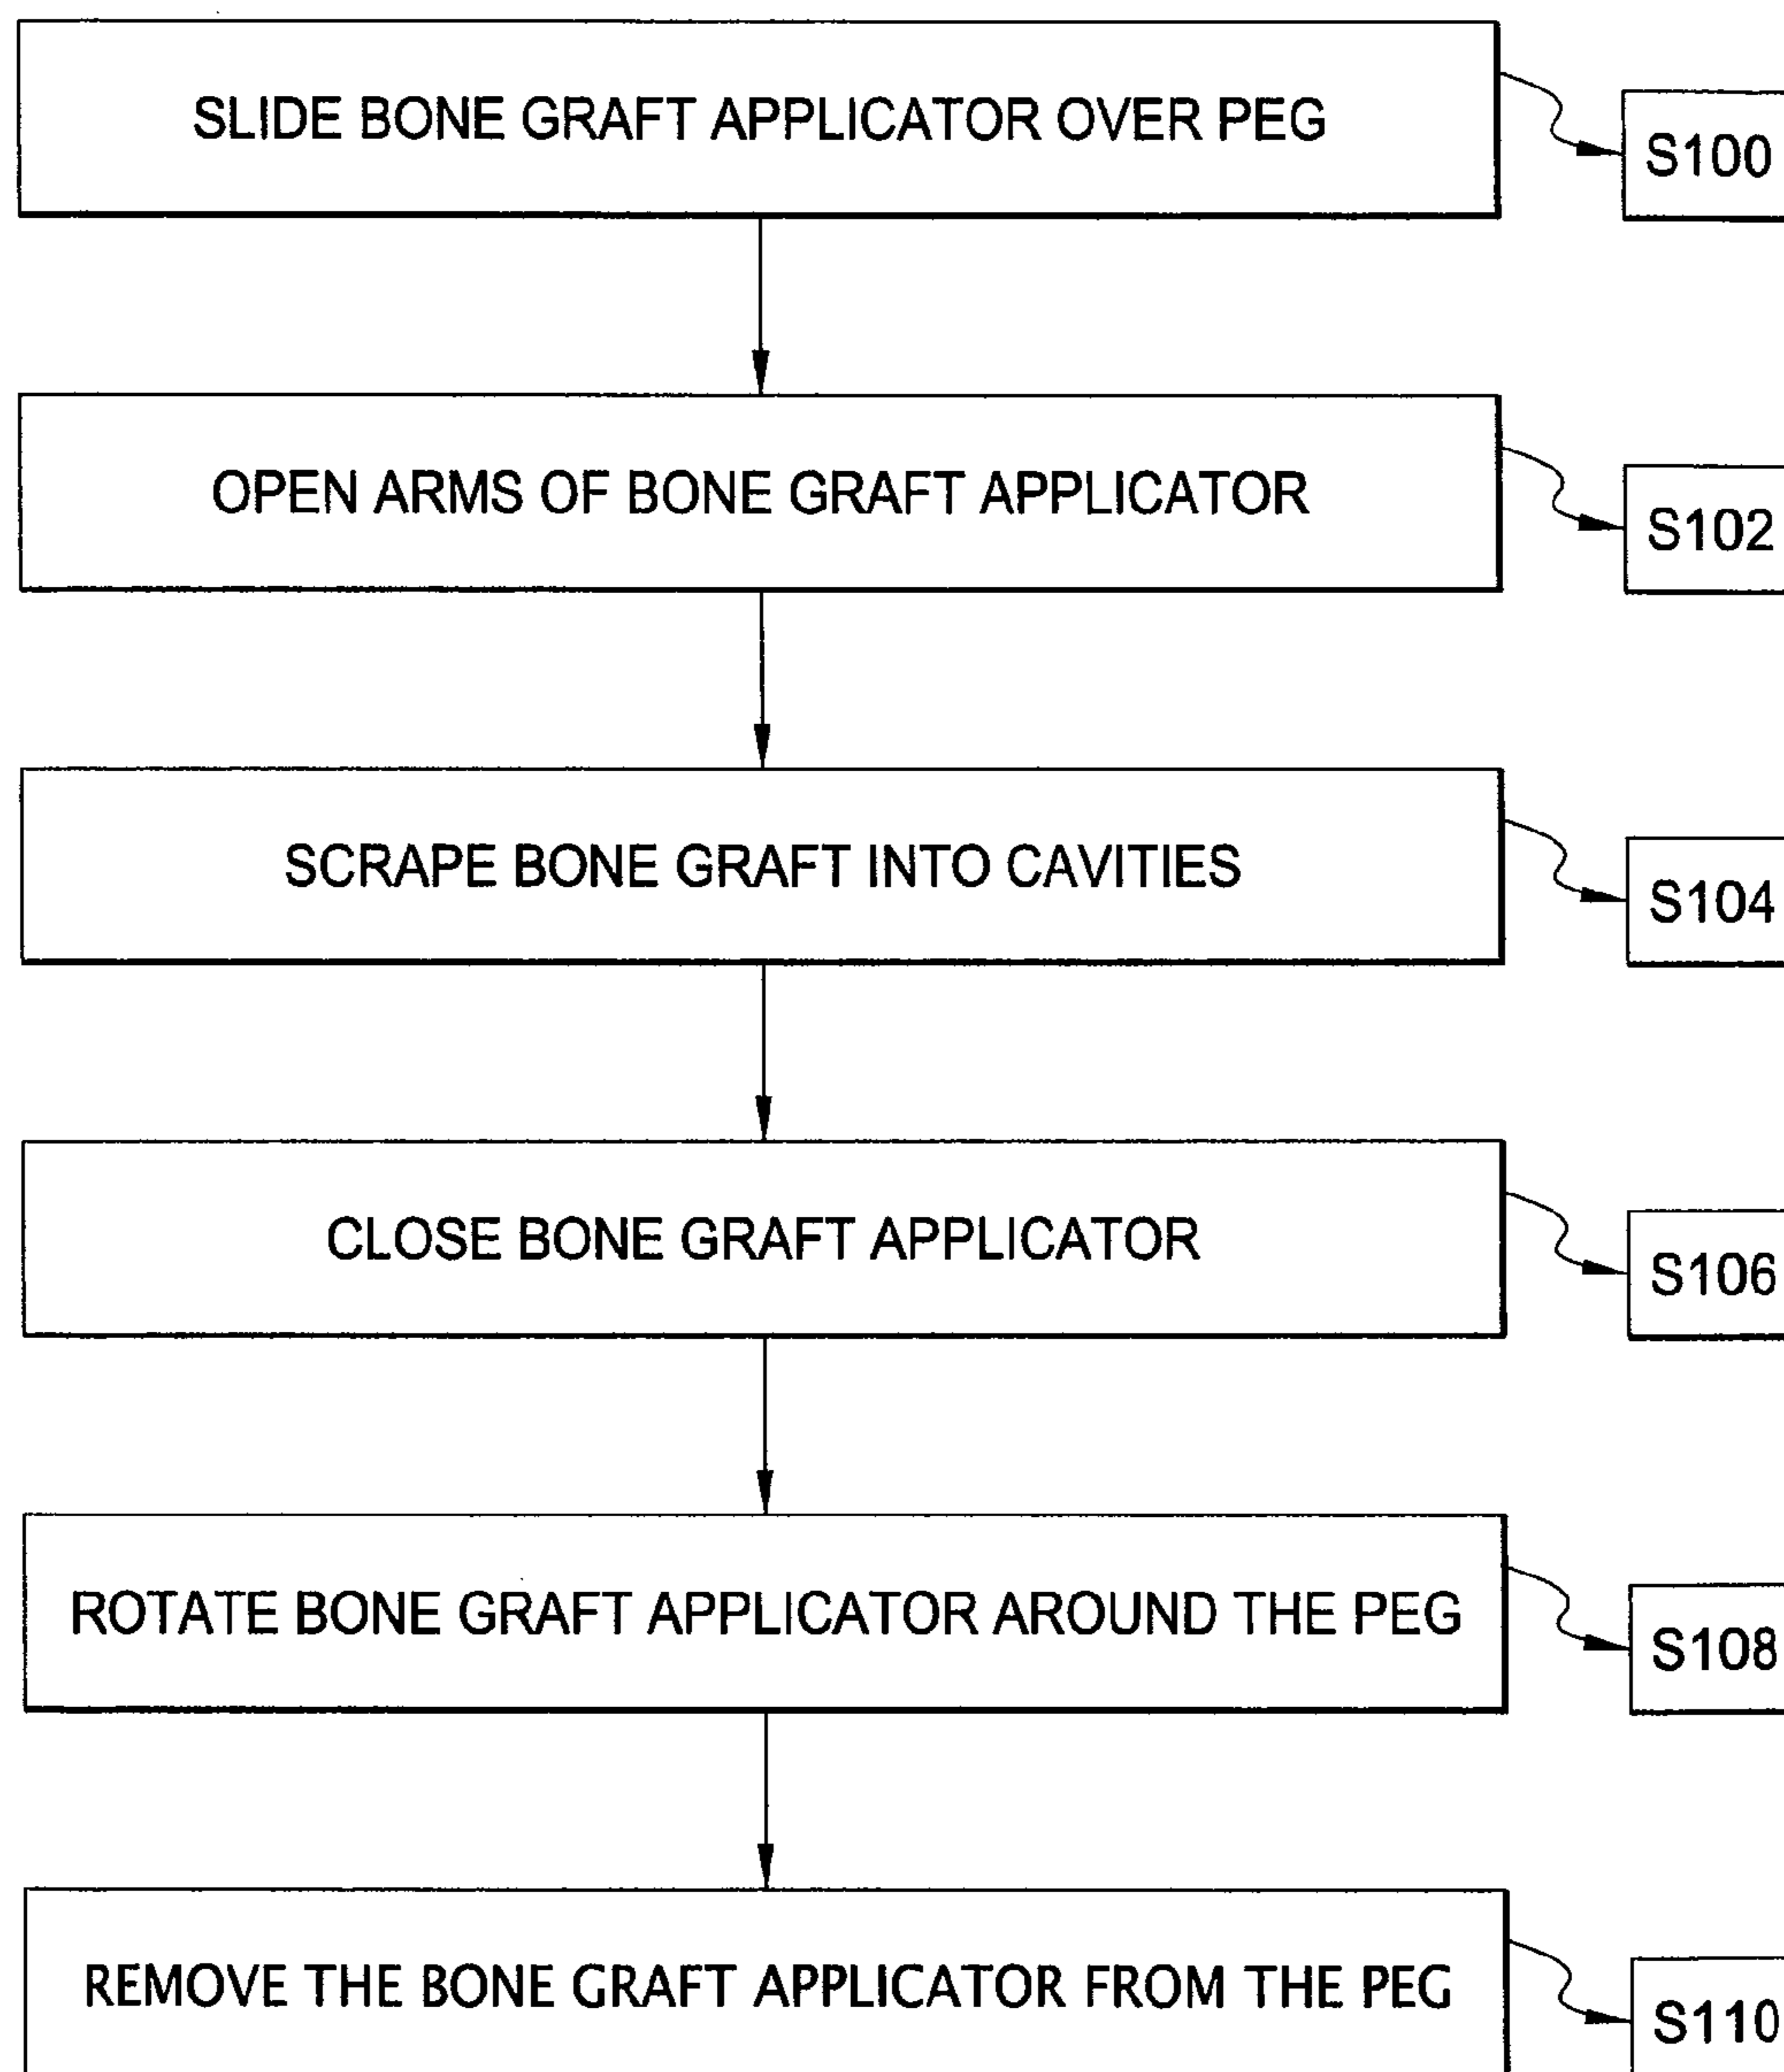 SLIDE BONE GRAFT APPLICATOR OVER PEG
S100
OPEN ARMS OF BONE GRAFT APPLICATOR
S102
SCRAPE BONE GRAFT INTO CAVITIES
S104
CLOSE BONE GRAFT APPLICATOR
S106
ROTATE BONE GRAFT APPLICATOR AROUND THE PEG
S108
REMOVE THE BONE GRAFT APPLICATOR FROM THE PEG
S110